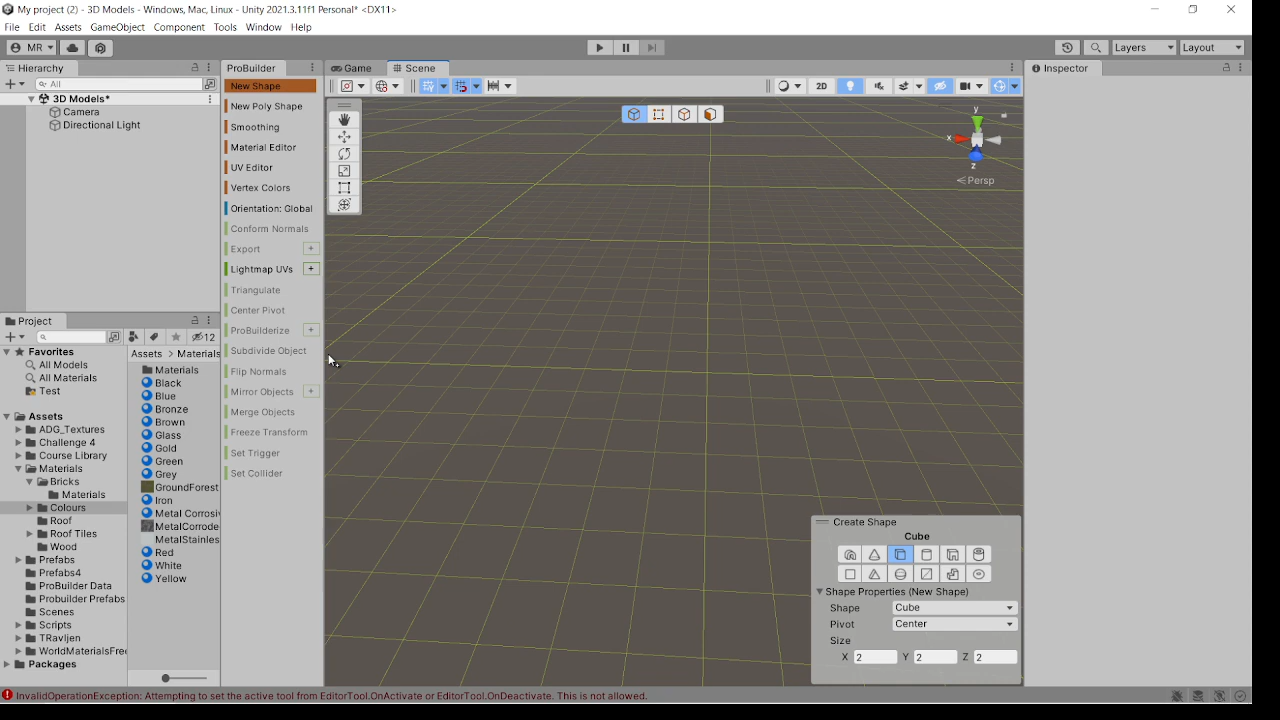 My project (2) - 3D Models - Windows, Mac, Linux - Unity 2021.3.11f1 Personal* <DX11>
File Edit Assets GameObject Component Tools Window Help
MR
Layers
Layout
Hierarchy
All
3D Models*
Camera
Directional Light
Project
12
Favorites
All Models
All Materials
Test
Assets
ADG_Textures
Challenge 4
Course Library
Materials
Bricks
Materials
Colours
Roof
Roof Tiles
Wood
Prefabs
Prefabs4
ProBuilder Data
Probuilder Prefabs
Scenes
Scripts
TRavljen
WorldMaterialsFree
Packages
Assets > Materials
Materials
Black
Blue
Bronze
Brown
Glass
Gold
Green
Grey
GroundForest
Iron
Metal Corrosiv
MetalCorrode
MetalStainles
Red
White
Yellow
ProBuilder
New Shape
New Poly Shape
Smoothing
Material Editor
UV Editor
Vertex Colors
Orientation: Global
Conform Normals
Export +
Lightmap UVs +
Triangulate
Center Pivot
ProBuilderize +
Subdivide Object
Flip Normals
Mirror Objects +
Merge Objects
Freeze Transform
Set Trigger
Set Collider
Game
Scene
2D
y
x
z
Persp
Create Shape
Cube
Shape Properties (New Shape)
Shape Cube
Pivot Center
Size
X 2 Y 2 Z 2
Inspector
InvalidOperationException: Attempting to set the active tool from EditorTool.OnActivate or EditorTool.OnDeactivate. This is not allowed.